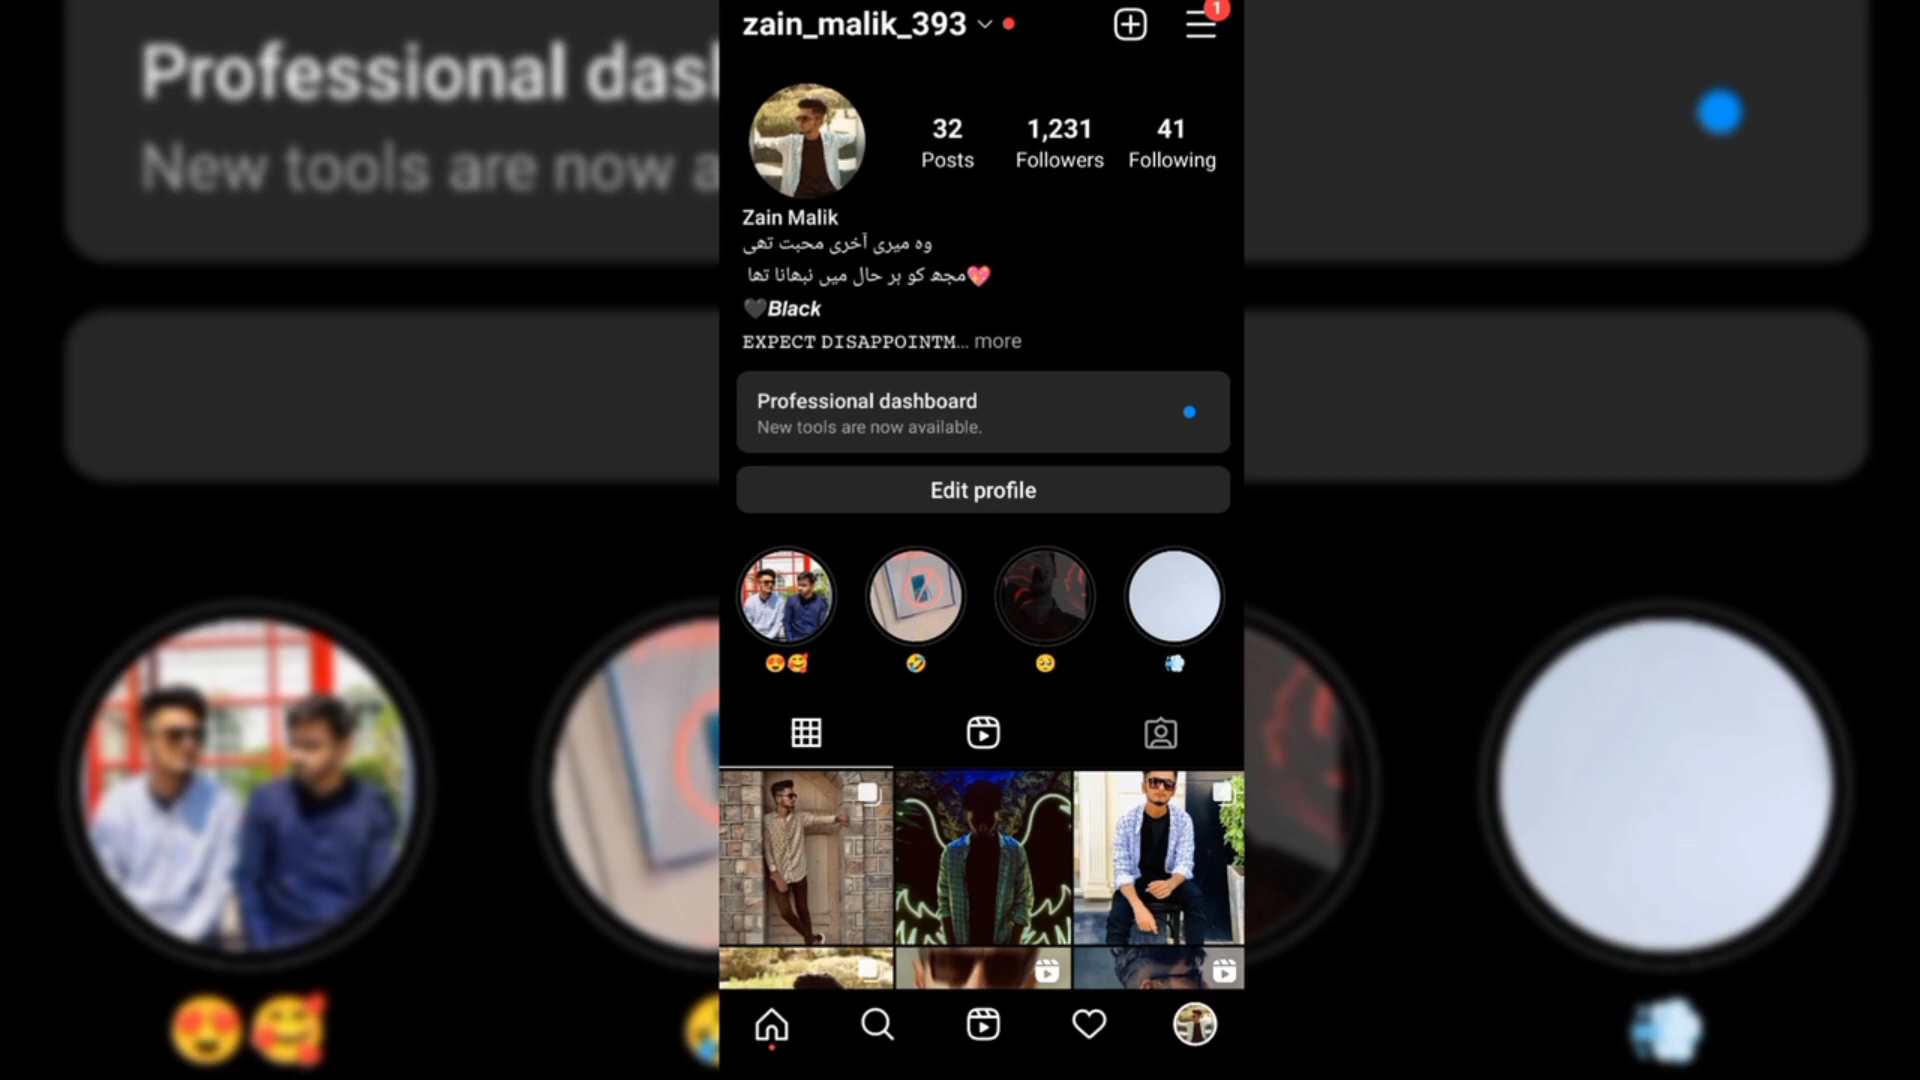 zain_malik_393
1
32
Posts
1,231
Followers
41
Following
Zain Malik
وہ میری آخری محبت تھی
💖مجھ کو ہر حال میں نبھانا تھا
🖤Black
EXPECT DISAPPOINTM... more
Professional dashboard
New tools are now available.
Edit profile
Professional dash
New tools are now a